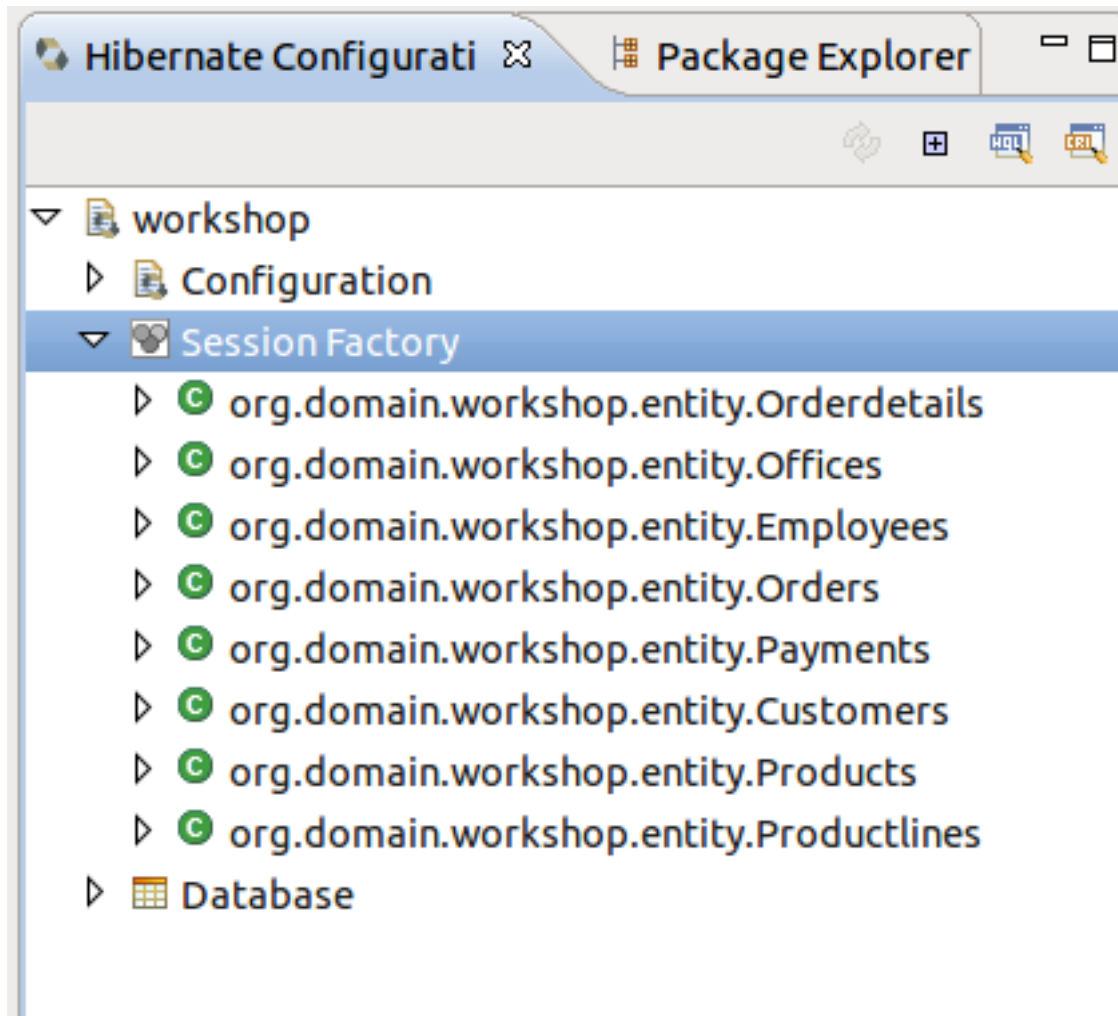 Hibernate Configurati Package Explorer
HQL CRI
workshop
Configuration
Session Factory
C org.domain.workshop.entity.Orderdetails
C org.domain.workshop.entity.Offices
C org.domain.workshop.entity.Employees
C org.domain.workshop.entity.Orders
C org.domain.workshop.entity.Payments
C org.domain.workshop.entity.Customers
C org.domain.workshop.entity.Products
C org.domain.workshop.entity.Productlines
Database